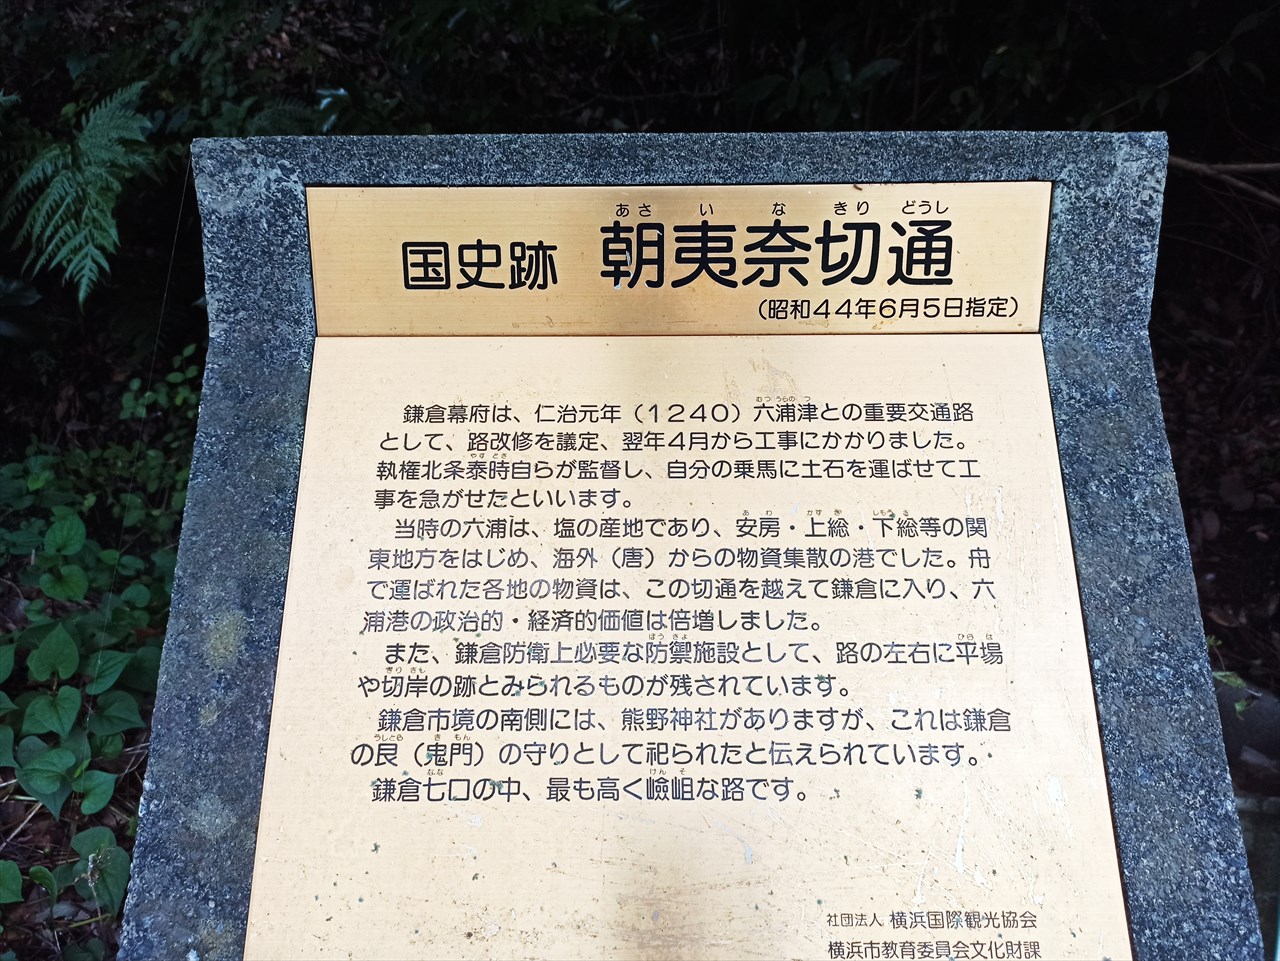 国史跡 朝夷奈切通
あさ い な きり どうし
（昭和44年6月5日指定）
鎌倉幕府は、仁治元年（1240）六浦津との重要交通路
むつ うらの つ
として、路改修を議定、翌年4月から工事にかかりました。
執権北条泰時自らが監督し、自分の乗馬に土石を運ばせて工
やす とき
事を急がせたといいます。
当時の六浦は、塩の産地であり、安房・上総・下総等の関
あ わ かず さ しもう さ
東地方をはじめ、海外（唐）からの物資集散の港でした。舟
で運ばれた各地の物資は、この切通を越えて鎌倉に入り、六
浦港の政治的・経済的価値は倍増しました。
また、鎌倉防衛上必要な防禦施設として、路の左右に平場
ぼう ぎょ ひら ば
や切岸の跡とみられるものが残されています。
きり ぎし
鎌倉市境の南側には、熊野神社がありますが、これは鎌倉
の艮（鬼門）の守りとして祀られたと伝えられています。
うしとら き もん
鎌倉七口の中、最も高く嶮岨な路です。
なな けん そ
社団法人 横浜国際観光協会
横浜市教育委員会文化財課